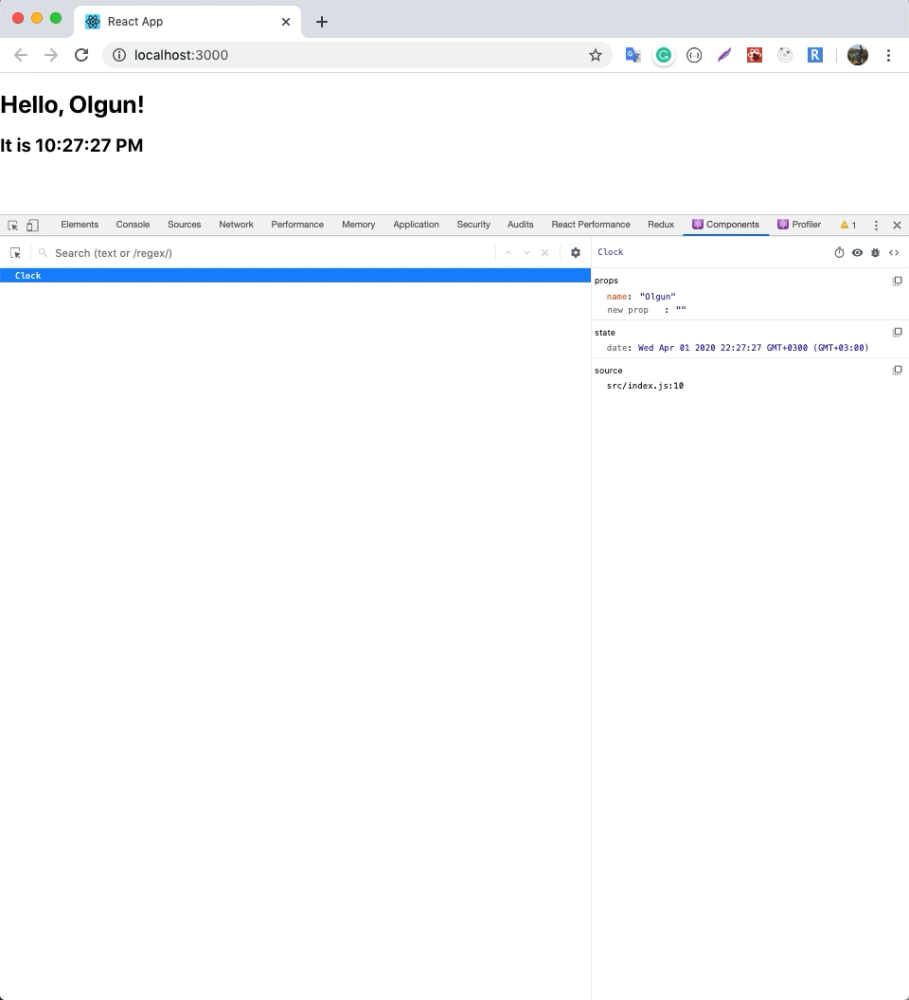 React App
localhost:3000
R
Hello, Olgun!
It is 10:27:27 PM
Elements Console Sources Network Performance Memory Application Security Audits React Performance Redux Components Profiler 1
Search (text or /regex/)
Clock
Clock
props
name: "Olgun"
new prop : ""
state
date: Wed Apr 01 2020 22:27:27 GMT+0300 (GMT+03:00)
source
src/index.js:10